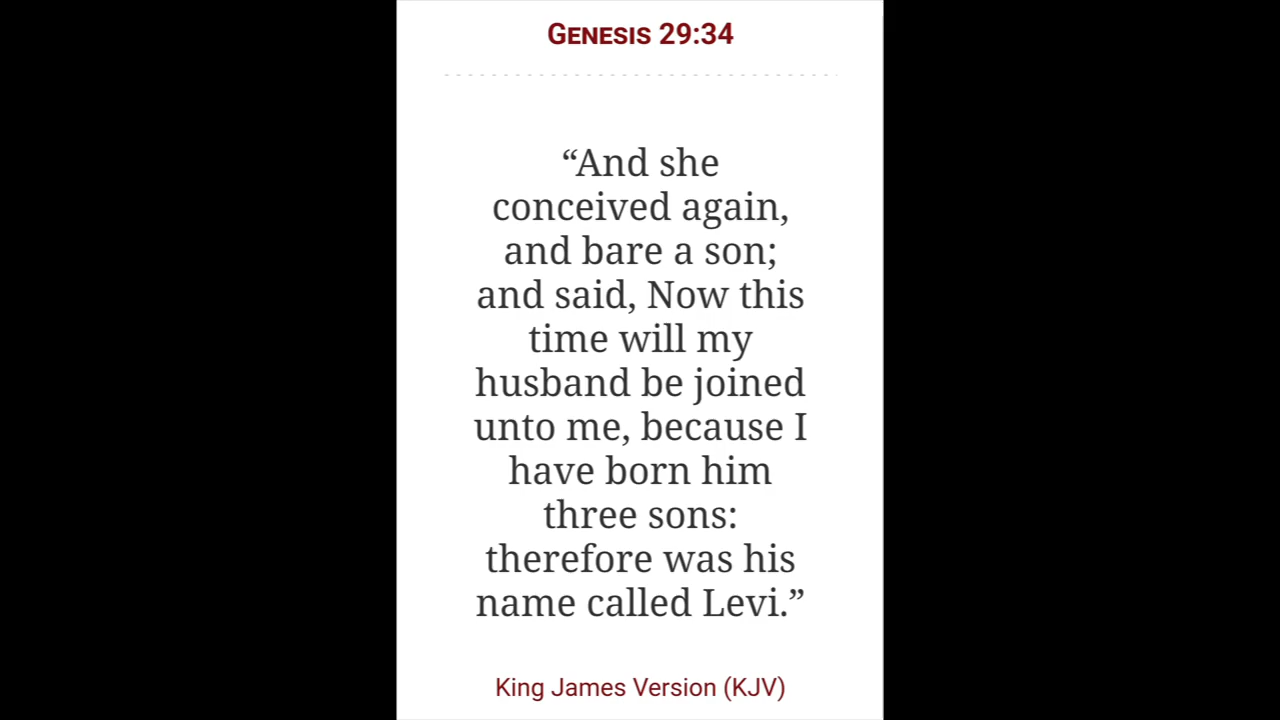 GENESIS 29:34
“And she
conceived again,
and bare a son;
and said, Now this
time will my
husband be joined
unto me, because I
have born him
three sons:
therefore was his
name called Levi.”
King James Version (KJV)